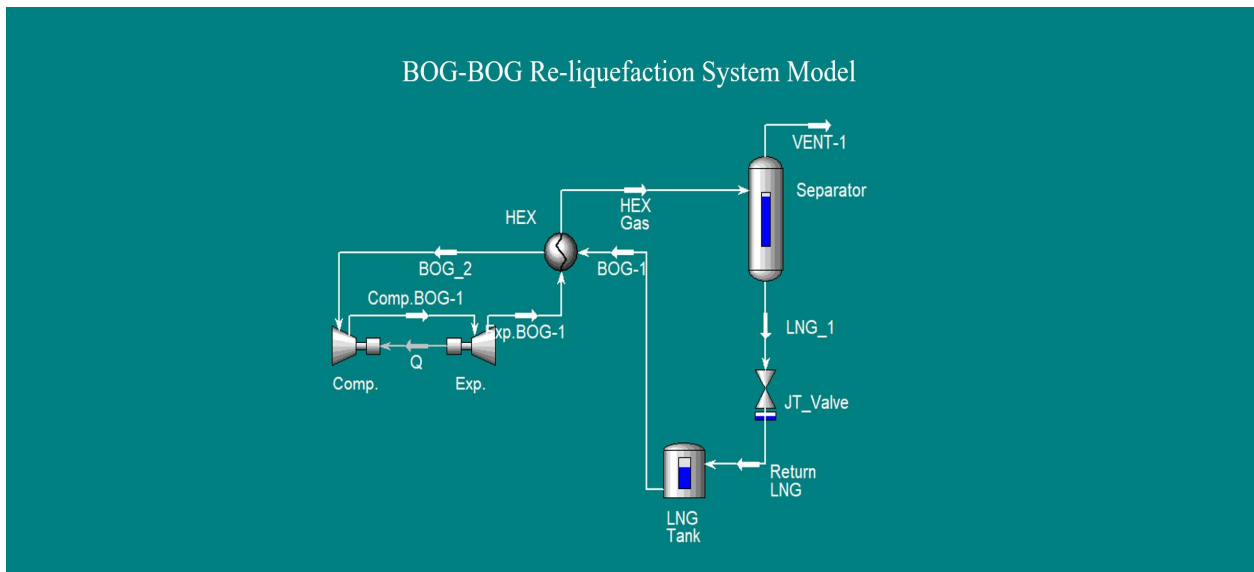 BOG-BOG Re-liquefaction System Model
VENT-1
Separator
HEX
Gas
HEX
BOG_2
BOG-1
Comp.BOG-1
Exp.BOG-1
LNG_1
Q
Comp.
Exp.
JT_Valve
Return
LNG
LNG
Tank